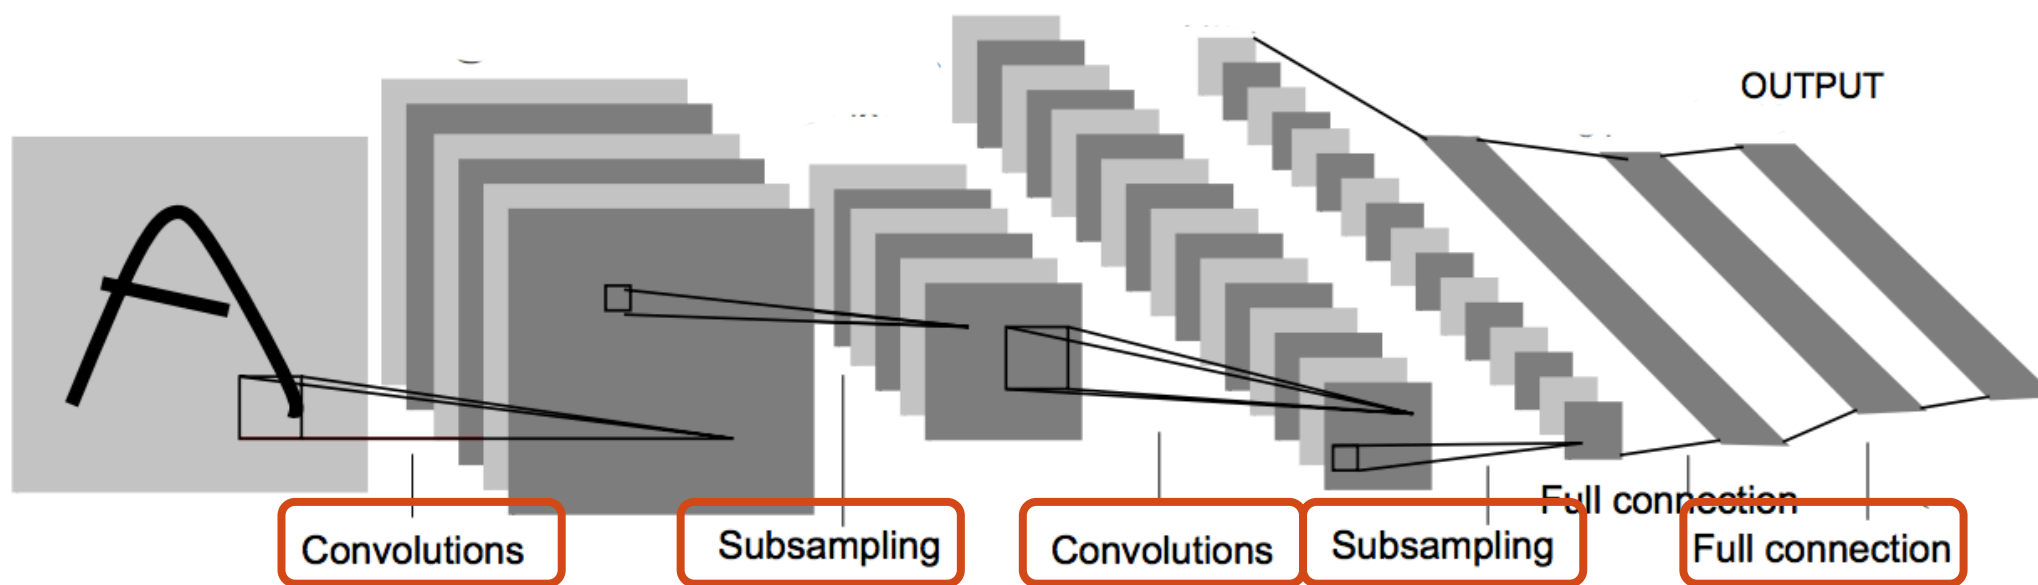 OUTPUT
Full connection
Convolutions
Subsampling
Convolutions
Subsampling
Full connection